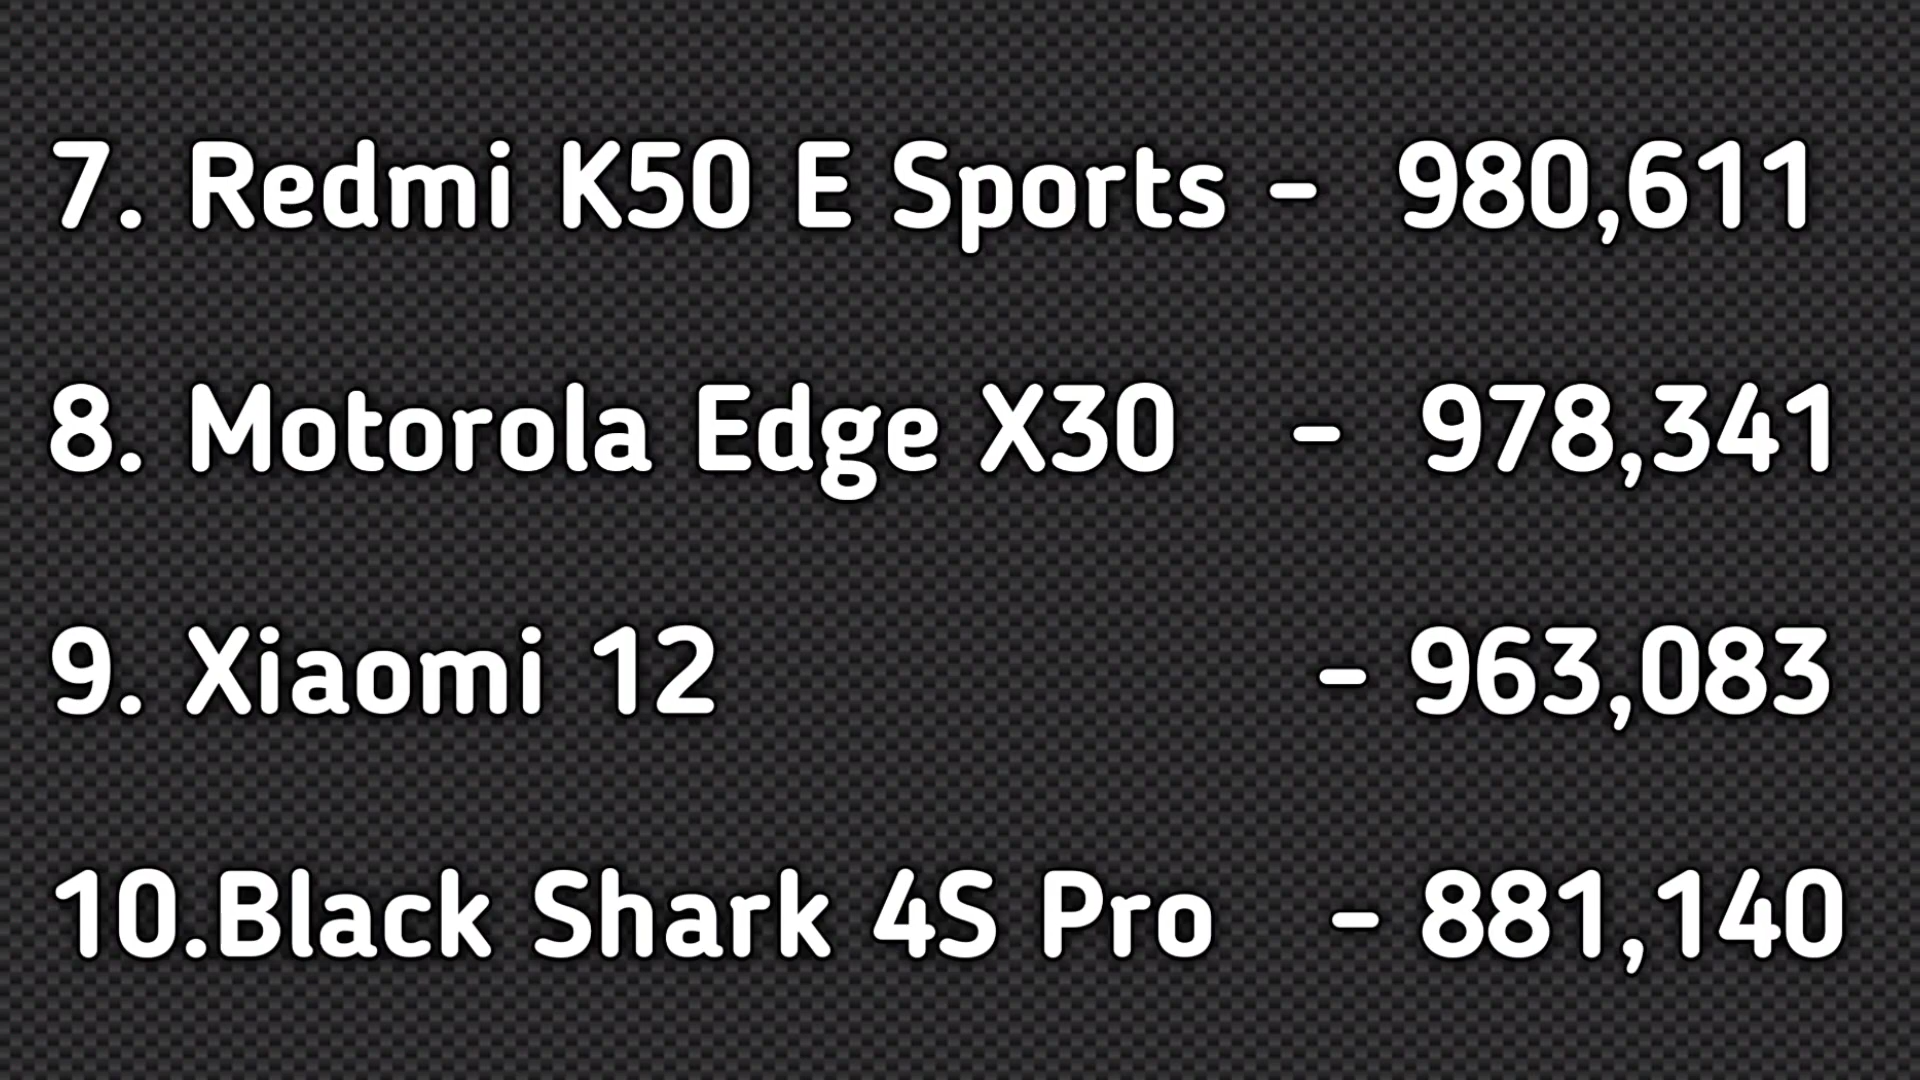 7. Redmi K50 E Sports - 980,611
8. Motorola Edge X30 - 978,341
9. Xiaomi 12 - 963,083
10.Black Shark 4S Pro - 881,140